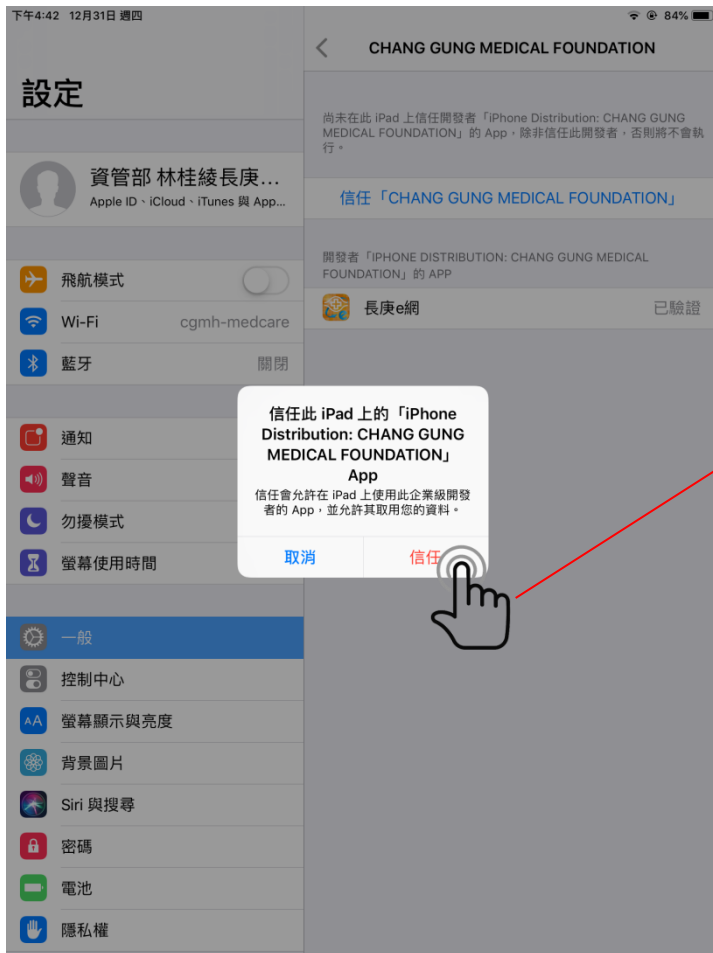 下午4:42 12月31日 週四
84%
設定
資管部 林桂綾長庚...
Apple ID、iCloud、iTunes 與 App...
飛航模式
Wi-Fi cgmh-medcare
藍牙 關閉
通知
聲音
勿擾模式
螢幕使用時間
一般
控制中心
AA 螢幕顯示與亮度
背景圖片
Siri 與搜尋
密碼
電池
隱私權
CHANG GUNG MEDICAL FOUNDATION
尚未在此 iPad 上信任開發者「iPhone Distribution: CHANG GUNG
MEDICAL FOUNDATION」的 App。除非信任此開發者，否則將不會執
行。
信任「CHANG GUNG MEDICAL FOUNDATION」
開發者「IPHONE DISTRIBUTION: CHANG GUNG MEDICAL
FOUNDATION」的 APP
長庚e網 已驗證
信任此 iPad 上的「iPhone
Distribution: CHANG GUNG
MEDICAL FOUNDATION」
App
信任會允許在 iPad 上使用此企業級開發
者的 App，並允許其取用您的資料。
取消 信任